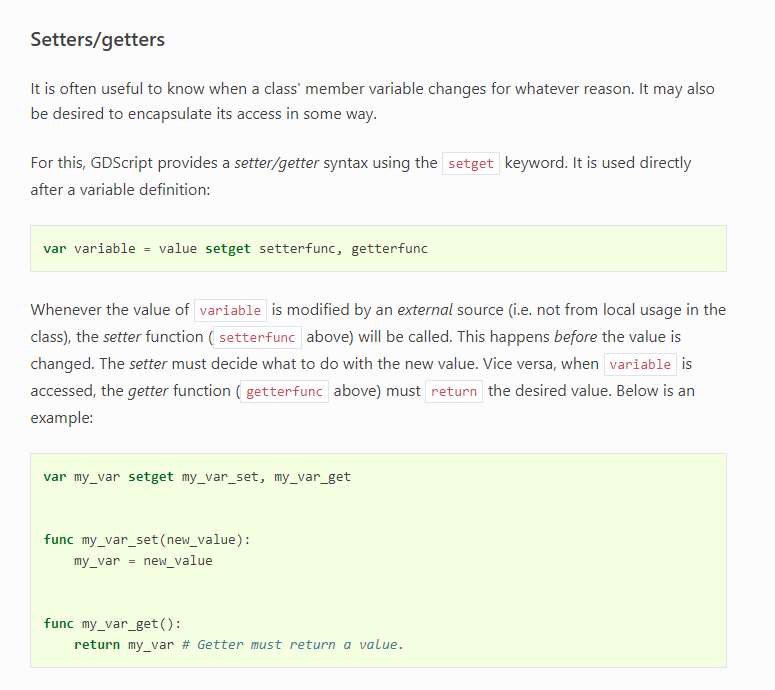 Setters/getters
It is often useful to know when a class' member variable changes for whatever reason. It may also
be desired to encapsulate its access in some way.
For this, GDScript provides a setter/getter syntax using the setget keyword. It is used directly
after a variable definition:
var variable = value setget setterfunc, getterfunc
Whenever the value of variable is modified by an external source (i.e. not from local usage in the
class), the setter function ( setterfunc above) will be called. This happens before the value is
changed. The setter must decide what to do with the new value. Vice versa, when variable is
accessed, the getter function ( getterfunc above) must return the desired value. Below is an
example:
var my_var setget my_var_set, my_var_get
func my_var_set(new_value):
    my_var = new_value
func my_var_get():
    return my_var # Getter must return a value.